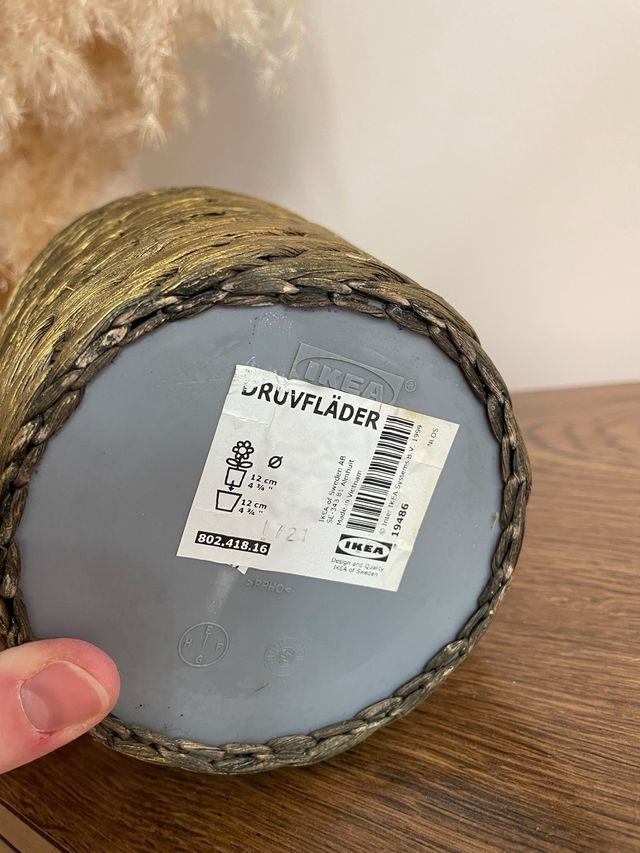 IKEA®
DRUVFLÄDER
Ø
12 cm
4 ¾ "
12 cm
4 ¾ "
802.418.16
IKEA of Sweden AB
SE-343 81 Älmhult
Made in Vietnam
© Inter IKEA Systems B.V. 1999
19486
IKEA
Design and Quality
IKEA of Sweden
H F F G